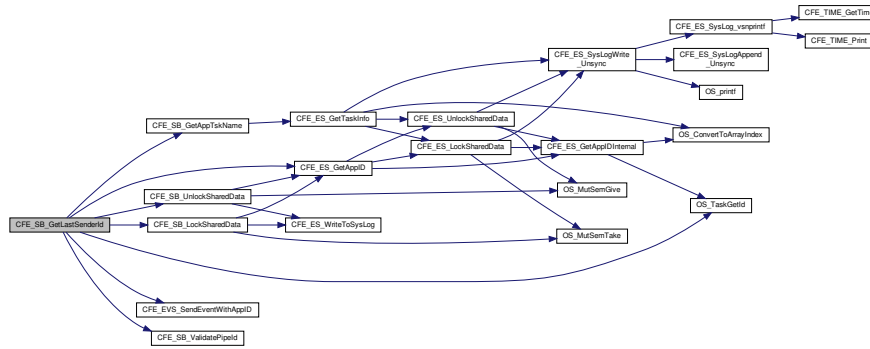 CFE_TIME_GetTime
CFE_ES_SysLog_vsnprintf
CFE_TIME_Print
CFE_ES_SysLogWrite
_Unsync
CFE_ES_SysLogAppend
_Unsync
OS_printf
CFE_ES_GetTaskInfo
CFE_ES_UnlockSharedData
CFE_SB_GetAppTskName
OS_ConvertToArrayIndex
CFE_ES_LockSharedData
CFE_ES_GetAppIDInternal
CFE_ES_GetAppID
CFE_SB_UnlockSharedData
OS_MutSemGive
OS_TaskGetId
CFE_SB_GetLastSenderId
CFE_SB_LockSharedData
CFE_ES_WriteToSysLog
OS_MutSemTake
CFE_EVS_SendEventWithAppID
CFE_SB_ValidatePipeId